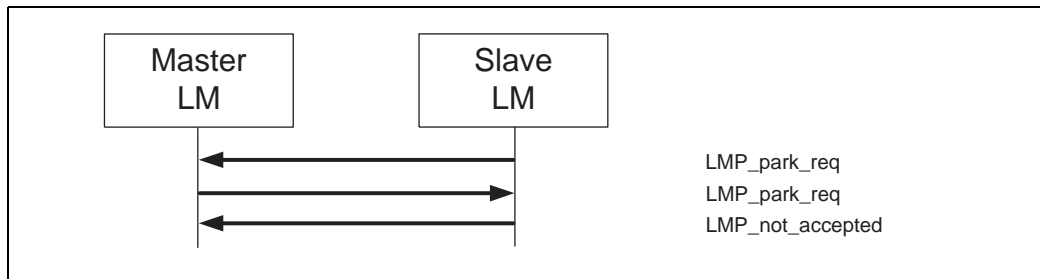 Master
LM
Slave
LM
LMP_park_req
LMP_park_req
LMP_not_accepted